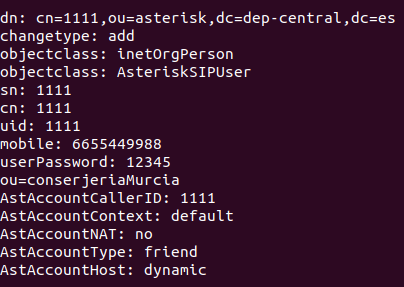 dn: cn=1111,ou=asterisk,dc=dep-central,dc=es
changetype: add
objectclass: inetOrgPerson
objectclass: AsteriskSIPUser
sn: 1111
cn: 1111
uid: 1111
mobile: 6655449988
userPassword: 12345
ou=conserjeriaMurcia
AstAccountCallerID: 1111
AstAccountContext: default
AstAccountNAT: no
AstAccountType: friend
AstAccountHost: dynamic